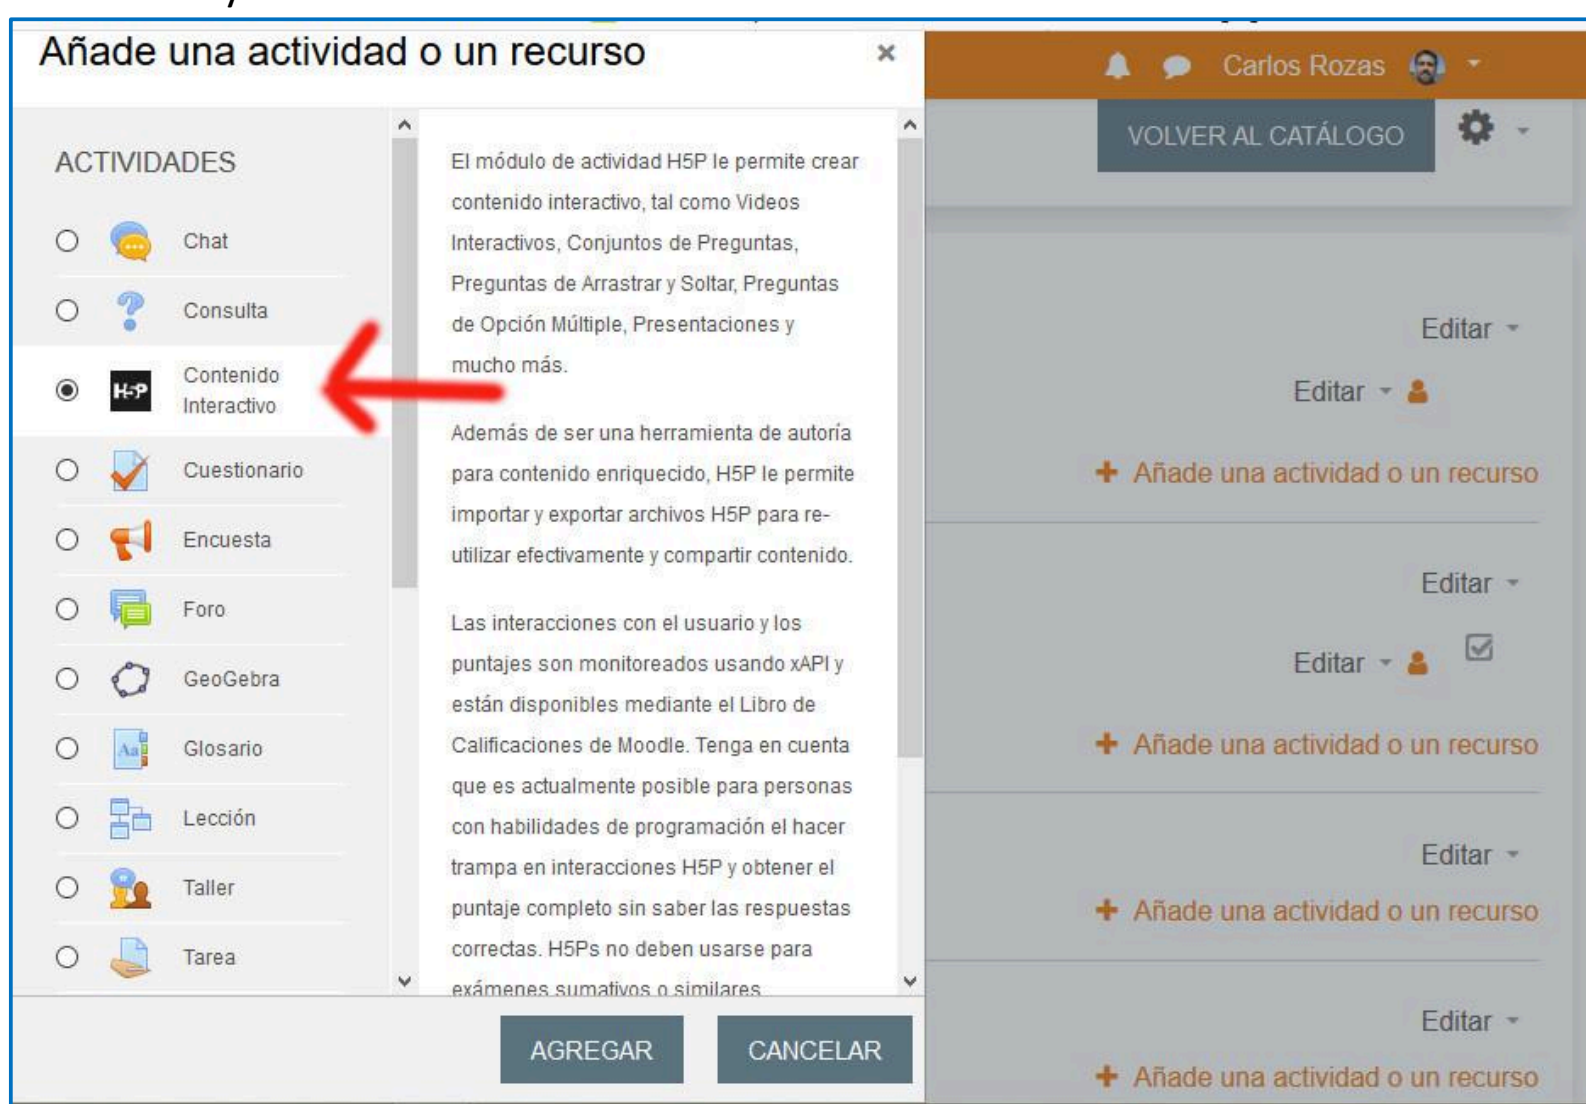 Añade una actividad o un recurso
×
Carlos Rozas
VOLVER AL CATÁLOGO
ACTIVIDADES
Chat
Consulta
H5P
Contenido
Interactivo
Cuestionario
Encuesta
Foro
GeoGebra
Aa
Glosario
Lección
Taller
Tarea
El módulo de actividad H5P le permite crear
contenido interactivo, tal como Videos
Interactivos, Conjuntos de Preguntas,
Preguntas de Arrastrar y Soltar, Preguntas
de Opción Múltiple, Presentaciones y
mucho más.
Además de ser una herramienta de autoría
para contenido enriquecido, H5P le permite
importar y exportar archivos H5P para re-
utilizar efectivamente y compartir contenido.
Las interacciones con el usuario y los
puntajes son monitoreados usando xAPI y
están disponibles mediante el Libro de
Calificaciones de Moodle. Tenga en cuenta
que es actualmente posible para personas
con habilidades de programación el hacer
trampa en interacciones H5P y obtener el
puntaje completo sin saber las respuestas
correctas. H5Ps no deben usarse para
exámenes sumativos o similares
AGREGAR
CANCELAR
Editar
Editar
+ Añade una actividad o un recurso
Editar
Editar
+ Añade una actividad o un recurso
Editar
+ Añade una actividad o un recurso
Editar
+ Añade una actividad o un recurso